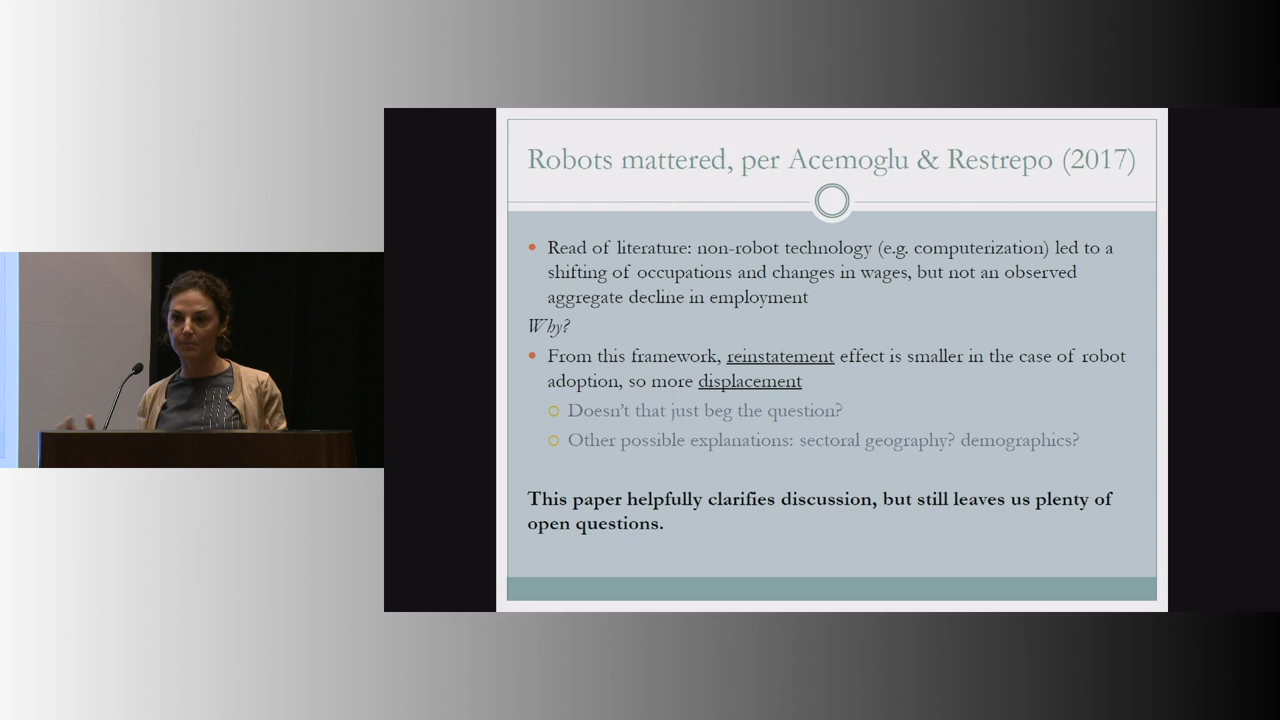 Robots mattered, per Acemoglu & Restrepo (2017)
Read of literature: non-robot technology (e.g. computerization) led to a
shifting of occupations and changes in wages, but not an observed
aggregate decline in employment
Why?
From this framework, reinstatement effect is smaller in the case of robot
adoption, so more displacement
Doesn't that just beg the question?
Other possible explanations: sectoral geography? demographics?
This paper helpfully clarifies discussion, but still leaves us plenty of
open questions.